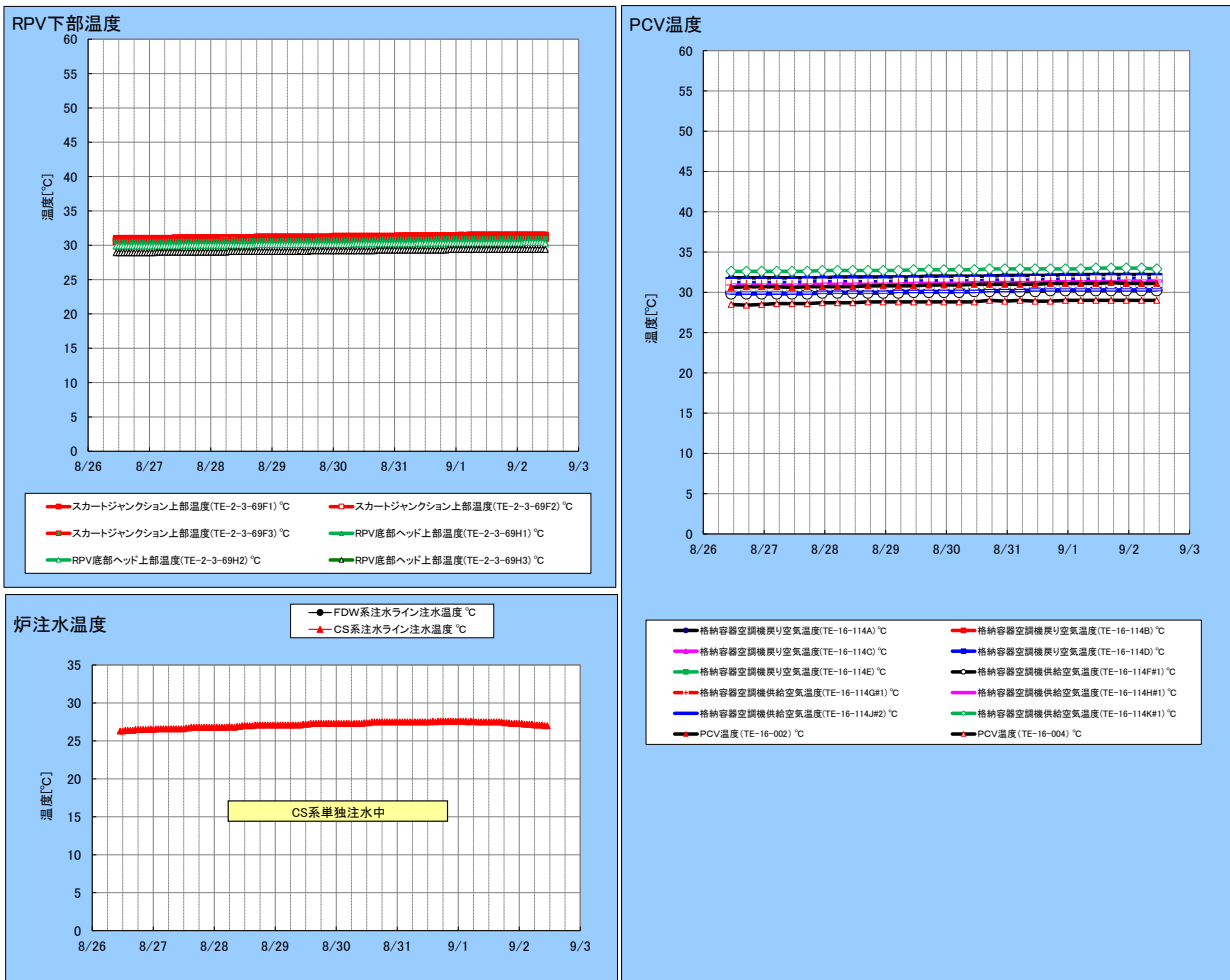 RPV下部温度
60
55
50
45
40
35
30
25
20
15
10
5
0
温度[℃]
8/26 8/27 8/28 8/29 8/30 8/31 9/1 9/2 9/3
スカートジャンクション上部温度(TE-2-3-69F1) ℃ スカートジャンクション上部温度(TE-2-3-69F2) ℃
スカートジャンクション上部温度(TE-2-3-69F3) ℃ RPV底部ヘッド上部温度(TE-2-3-69H1) ℃
RPV底部ヘッド上部温度(TE-2-3-69H2) ℃ RPV底部ヘッド上部温度(TE-2-3-69H3) ℃
炉注水温度
FDW系注水ライン注水温度 ℃
CS系注水ライン注水温度 ℃
35
30
25
20
15
10
5
0
温度[℃]
CS系単独注水中
8/26 8/27 8/28 8/29 8/30 8/31 9/1 9/2 9/3
PCV温度
60
55
50
45
40
35
30
25
20
15
10
5
0
温度[℃]
8/26 8/27 8/28 8/29 8/30 8/31 9/1 9/2 9/3
格納容器空調機戻り空気温度(TE-16-114A) ℃ 格納容器空調機戻り空気温度(TE-16-114B) ℃
格納容器空調機戻り空気温度(TE-16-114C) ℃ 格納容器空調機戻り空気温度(TE-16-114D) ℃
格納容器空調機戻り空気温度(TE-16-114E) ℃ 格納容器空調機供給空気温度(TE-16-114F#1) ℃
格納容器空調機供給空気温度(TE-16-114G#1) ℃ 格納容器空調機供給空気温度(TE-16-114H#1) ℃
格納容器空調機供給空気温度(TE-16-114J#2) ℃ 格納容器空調機供給空気温度(TE-16-114K#1) ℃
PCV温度(TE-16-002) ℃ PCV温度(TE-16-004) ℃